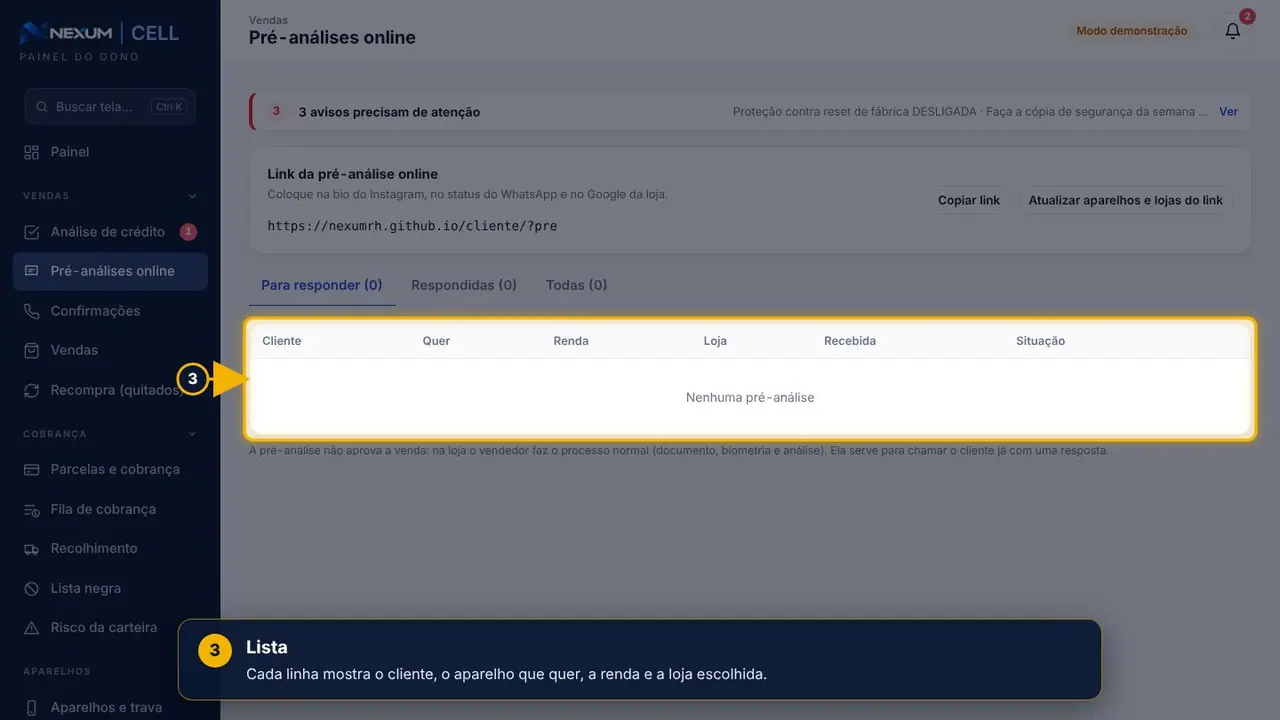 NEXUM | CELL
PAINEL DO DONO
Buscar tela... Ctrl K
Painel
VENDAS
Análise de crédito 1
Pré-análises online
Confirmações
Vendas
Recompra (quitados)
COBRANÇA
Parcelas e cobrança
Fila de cobrança
Recolhimento
Lista negra
Risco da carteira
APARELHOS
Aparelhos e trava
Vendas
Pré-análises online
Modo demonstração
2
3 3 avisos precisam de atenção
Proteção contra reset de fábrica DESLIGADA · Faça a cópia de segurança da semana ... Ver
Link da pré-análise online
Coloque na bio do Instagram, no status do WhatsApp e no Google da loja.
https://nexumrh.github.io/cliente/?pre
Copiar link
Atualizar aparelhos e lojas do link
Para responder (0) Respondidas (0) Todas (0)
Cliente Quer Renda Loja Recebida Situação
3
Nenhuma pré-análise
A pré-análise não aprova a venda: na loja o vendedor faz o processo normal (documento, biometria e análise). Ela serve para chamar o cliente já com uma resposta.
3 Lista
Cada linha mostra o cliente, o aparelho que quer, a renda e a loja escolhida.